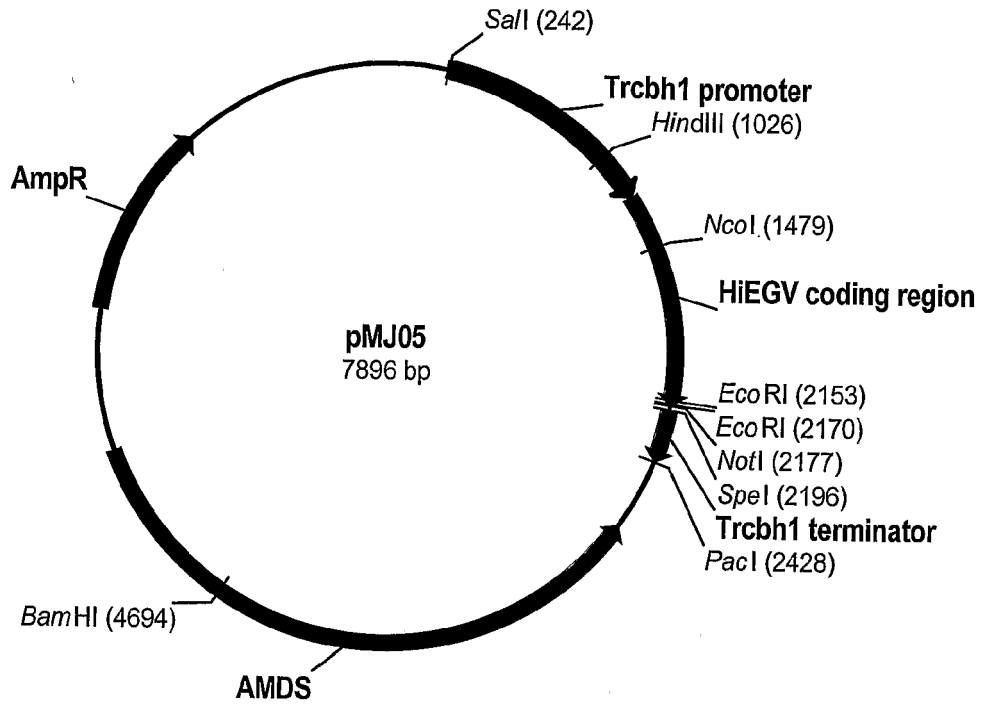 SalI (242)
Trcbh1 promoter
HindIII (1026)
AmpR
NcoI (1479)
HiEGV coding region
pMJ05
7896 bp
EcoRI (2153)
EcoRI (2170)
NotI (2177)
SpeI (2196)
Trcbh1 terminator
PacI (2428)
BamHI (4694)
AMDS